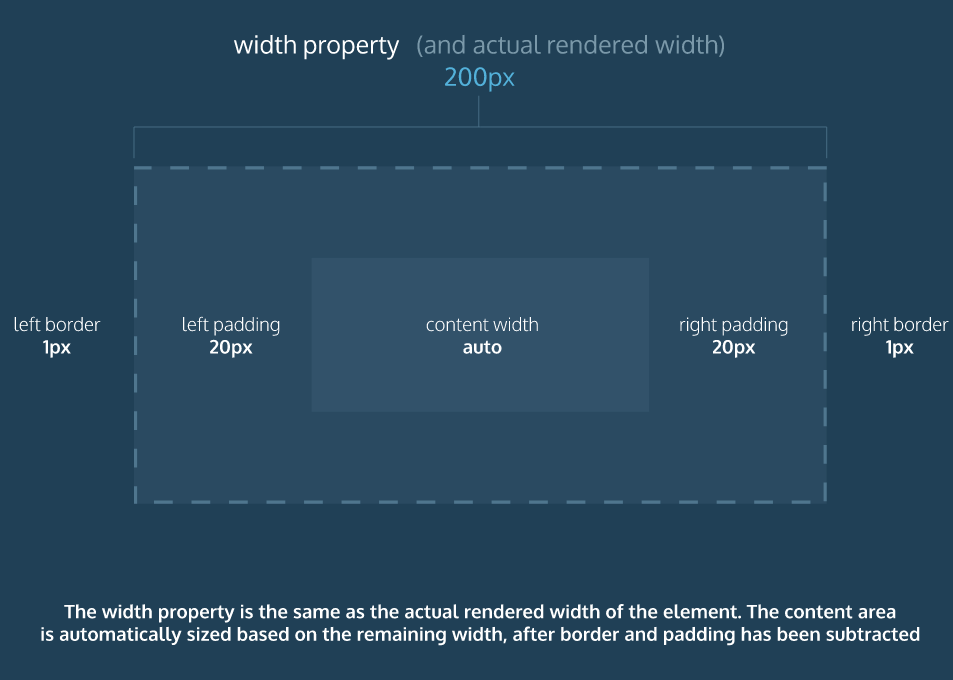 width property (and actual rendered width)
200px
left border
1px
left padding
20px
content width
auto
right padding
20px
right border
1px
The width property is the same as the actual rendered width of the element. The content area
is automatically sized based on the remaining width, after border and padding has been subtracted